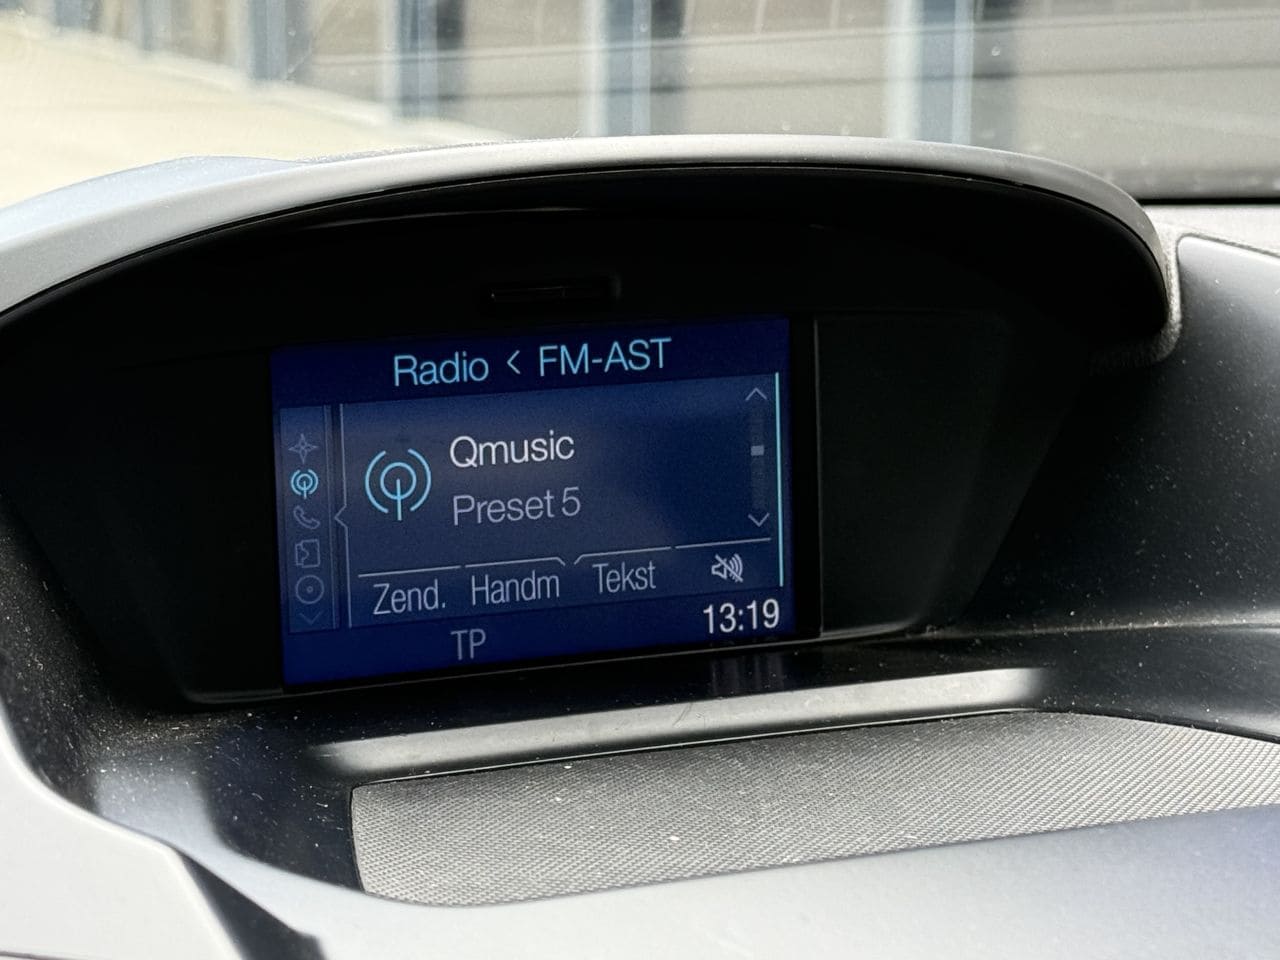 Radio < FM-AST
Qmusic
Preset 5
Zend. Handm Tekst
13:19
TP